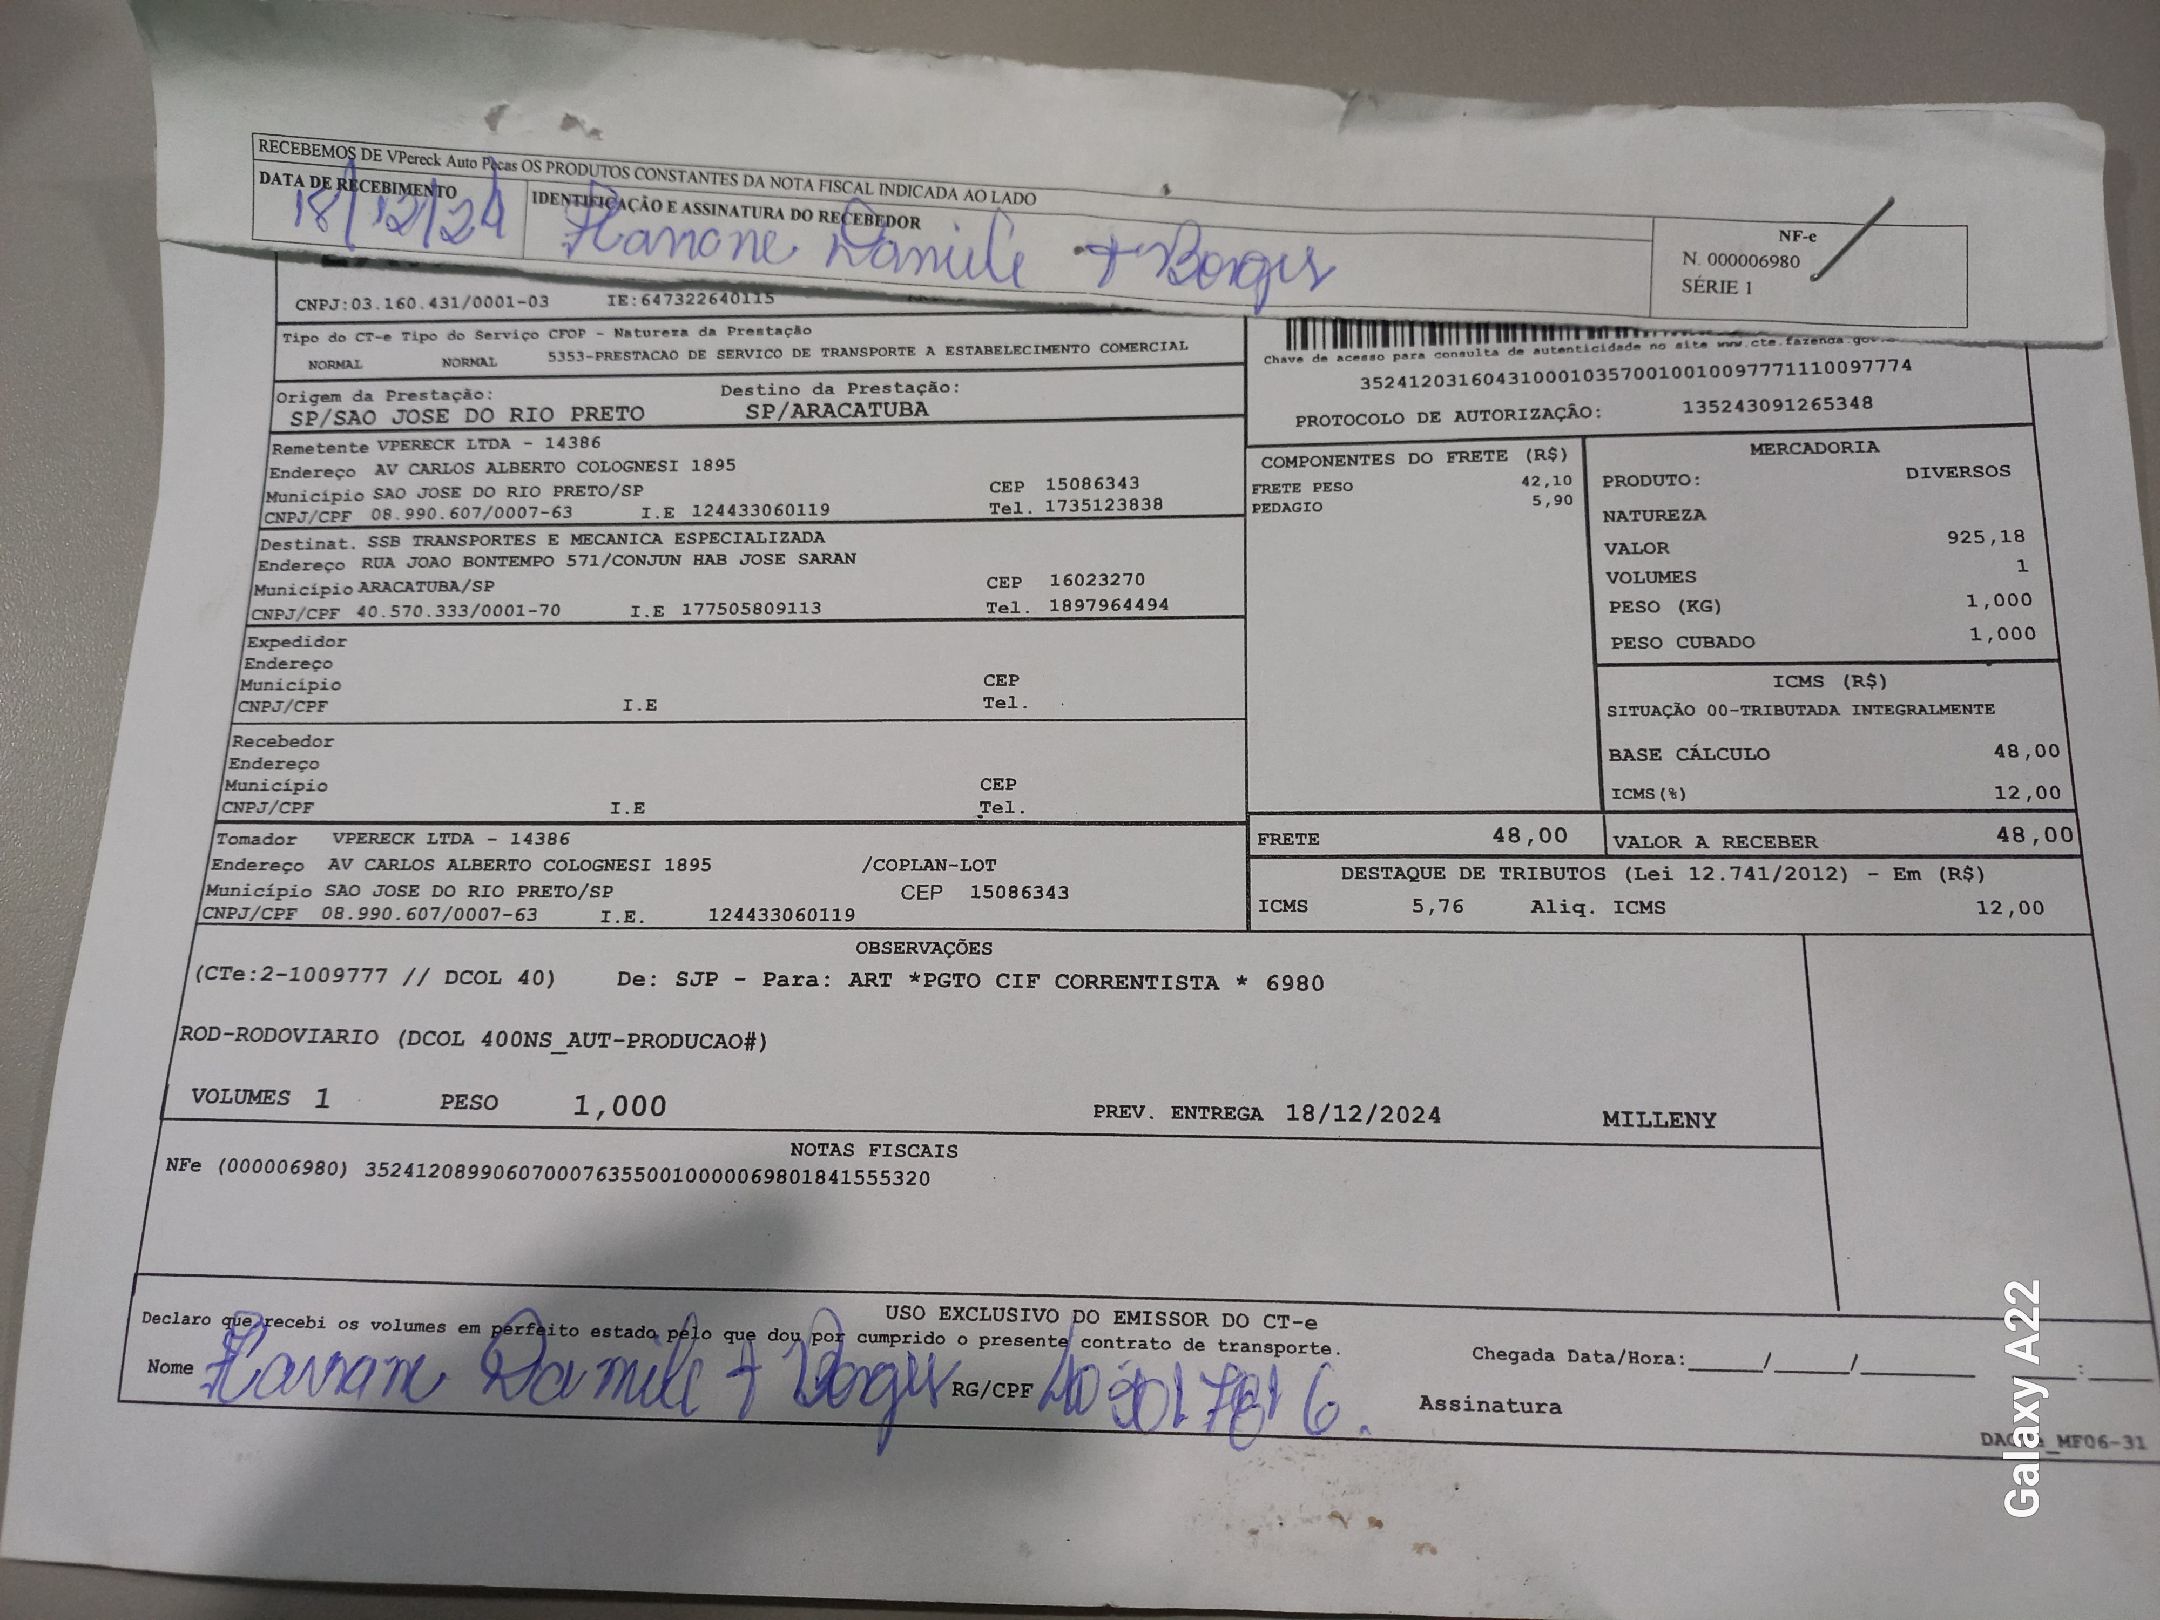 RECEBEMOS DE VPereck Auto Peças OS PRODUTOS CONSTANTES DA NOTA FISCAL INDICADA AO LADO
DATA DE RECEBIMENTO
18/12/24
IDENTIFICAÇÃO E ASSINATURA DO RECEBEDOR
Daniele Borges
NF-e
N. 000006980
SÉRIE 1
CNPJ:03.160.431/0001-03 IE:647322640115
Tipo do CT-e Tipo do Serviço CFOP - Natureza da Prestação
NORMAL NORMAL 5353-PRESTACAO DE SERVICO DE TRANSPORTE A ESTABELECIMENTO COMERCIAL
Origem da Prestação: Destino da Prestação:
SP/SAO JOSE DO RIO PRETO SP/ARACATUBA
Remetente VPERECK LTDA - 14386
Endereço AV CARLOS ALBERTO COLOGNESI 1895
Município SAO JOSE DO RIO PRETO/SP CEP 15086343
CNPJ/CPF 08.990.607/0007-63 I.E 124433060119 Tel. 1735123838
Destinat. SSB TRANSPORTES E MECANICA ESPECIALIZADA
Endereço RUA JOAO BONTEMPO 571/CONJUN HAB JOSE SARAN
Município ARACATUBA/SP CEP 16023270
CNPJ/CPF 40.570.333/0001-70 I.E 177505809113 Tel. 1897964494
Expedidor
Endereço
Município CEP
CNPJ/CPF I.E Tel.
Recebedor
Endereço
Município CEP
CNPJ/CPF I.E Tel.
Tomador VPERECK LTDA - 14386
Endereço AV CARLOS ALBERTO COLOGNESI 1895 /COPLAN-LOT
Município SAO JOSE DO RIO PRETO/SP CEP 15086343
CNPJ/CPF 08.990.607/0007-63 I.E. 124433060119
Chave de acesso para consulta de autenticidade no site www.cte.fazenda.gov.
35241203160431000103570010010097771110097774
PROTOCOLO DE AUTORIZAÇÃO: 135243091265348
COMPONENTES DO FRETE (R$)
FRETE PESO 42,10
PEDAGIO 5,90
MERCADORIA
PRODUTO: DIVERSOS
NATUREZA
VALOR 925,18
VOLUMES 1
PESO (KG) 1,000
PESO CUBADO 1,000
ICMS (R$)
SITUAÇÃO 00-TRIBUTADA INTEGRALMENTE
BASE CÁLCULO 48,00
ICMS(%) 12,00
FRETE 48,00 VALOR A RECEBER 48,00
DESTAQUE DE TRIBUTOS (Lei 12.741/2012) - Em (R$)
ICMS 5,76 Aliq. ICMS 12,00
OBSERVAÇÕES
(CTe:2-1009777 // DCOL 40) De: SJP - Para: ART *PGTO CIF CORRENTISTA * 6980
ROD-RODOVIARIO (DCOL 400NS_AUT-PRODUCAO#)
VOLUMES 1 PESO 1,000 PREV. ENTREGA 18/12/2024 MILLENY
NOTAS FISCAIS
NFe (000006980) 35241208990607000763550010000069801841555320
USO EXCLUSIVO DO EMISSOR DO CT-e
Declaro que recebi os volumes em perfeito estado pelo que dou por cumprido o presente contrato de transporte.
Nome Daniele Borges RG/CPF
Chegada Data/Hora:_____/_____/_______ ____:____
Assinatura
MF06-31
Galaxy A22